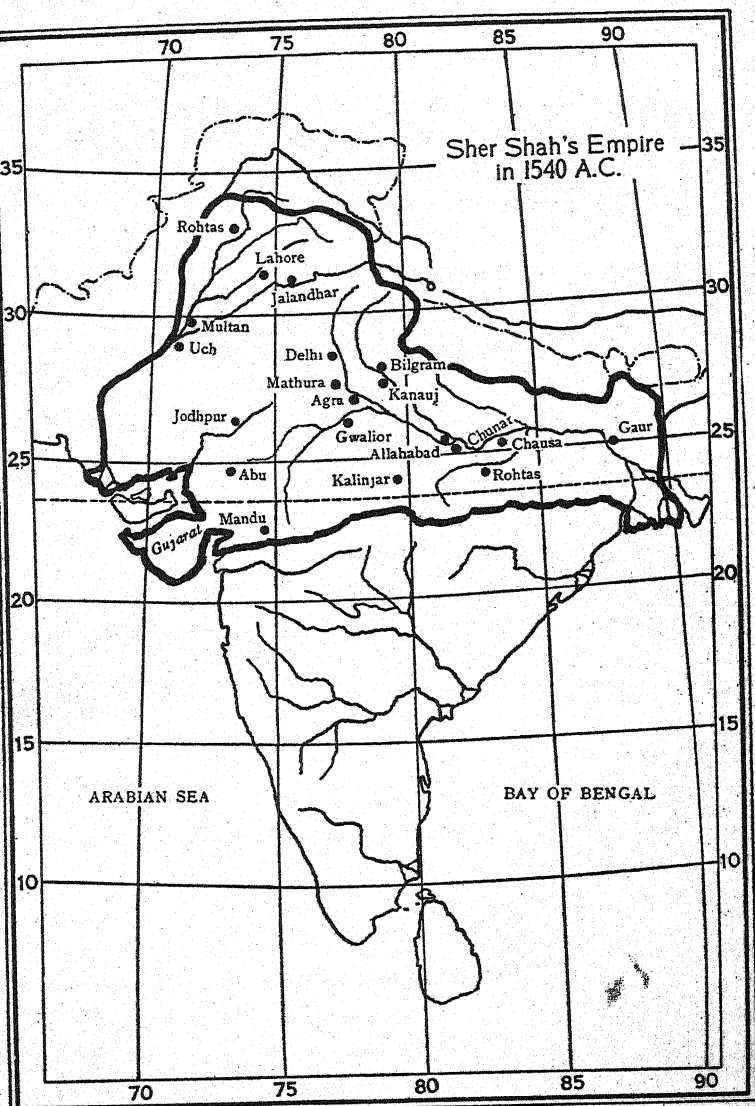 70 75 80 85 90
Sher Shah's Empire
in 1540 A.C.
35 35
Rohtas
Lahore
Jalandhar
30 30
Multan
Uch
Delhi
Bilgram
Mathura
Kanauj
Agra
Jodhpur
Gwalior
Chunar
Gaur
Allahabad
Chausa
25 25
Abu
Kalinjar
Rohtas
Mandu
Gujarat
20 20
15 15
ARABIAN SEA
BAY OF BENGAL
10 10
70 75 80 85 90